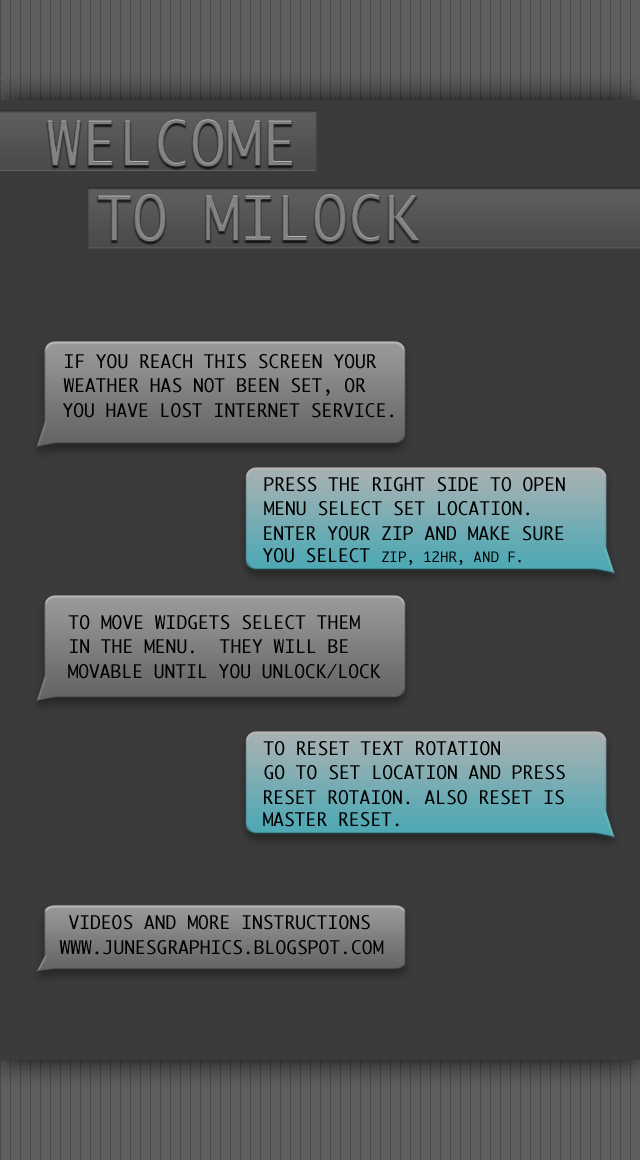 WELCOME
TO MILOCK
IF YOU REACH THIS SCREEN YOUR
WEATHER HAS NOT BEEN SET, OR
YOU HAVE LOST INTERNET SERVICE.
PRESS THE RIGHT SIDE TO OPEN
MENU SELECT SET LOCATION.
ENTER YOUR ZIP AND MAKE SURE
YOU SELECT ZIP, 12HR, AND F.
TO MOVE WIDGETS SELECT THEM
IN THE MENU.  THEY WILL BE
MOVABLE UNTIL YOU UNLOCK/LOCK
TO RESET TEXT ROTATION
GO TO SET LOCATION AND PRESS
RESET ROTAION. ALSO RESET IS
MASTER RESET.
VIDEOS AND MORE INSTRUCTIONS
WWW.JUNESGRAPHICS.BLOGSPOT.COM